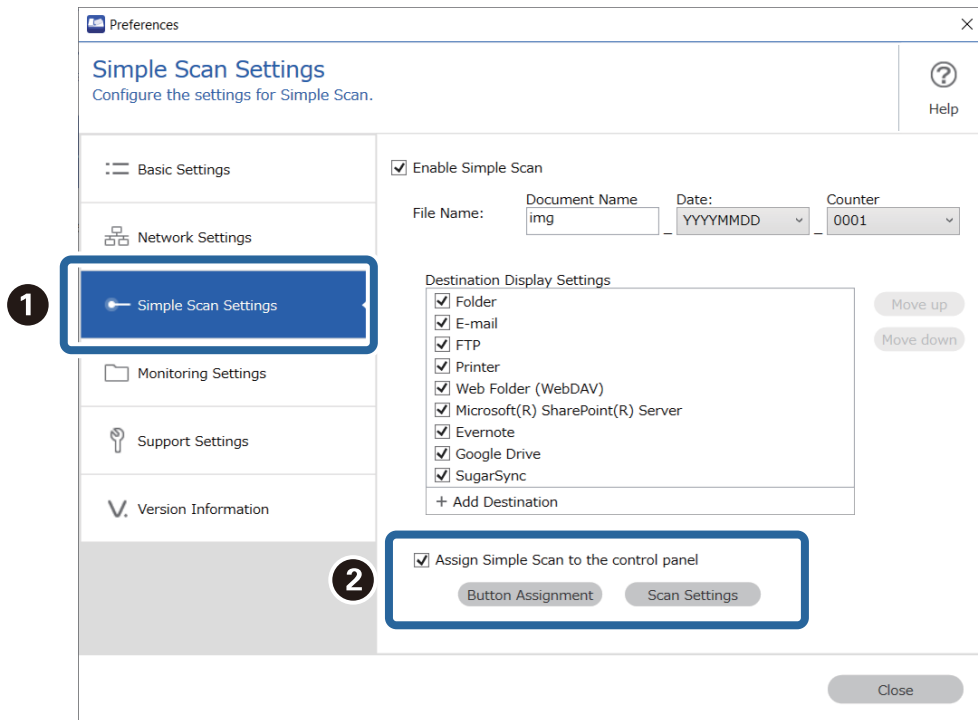 Preferences
Simple Scan Settings
Configure the settings for Simple Scan.
Help
Basic Settings
Network Settings
1
Simple Scan Settings
Monitoring Settings
Support Settings
Version Information
Enable Simple Scan
Document Name Date: Counter
File Name: img _ YYYYMMDD _ 0001
Destination Display Settings
Folder
E-mail
FTP
Printer
Web Folder (WebDAV)
Microsoft(R) SharePoint(R) Server
Evernote
Google Drive
SugarSync
+ Add Destination
Move up
Move down
2
Assign Simple Scan to the control panel
Button Assignment Scan Settings
Close